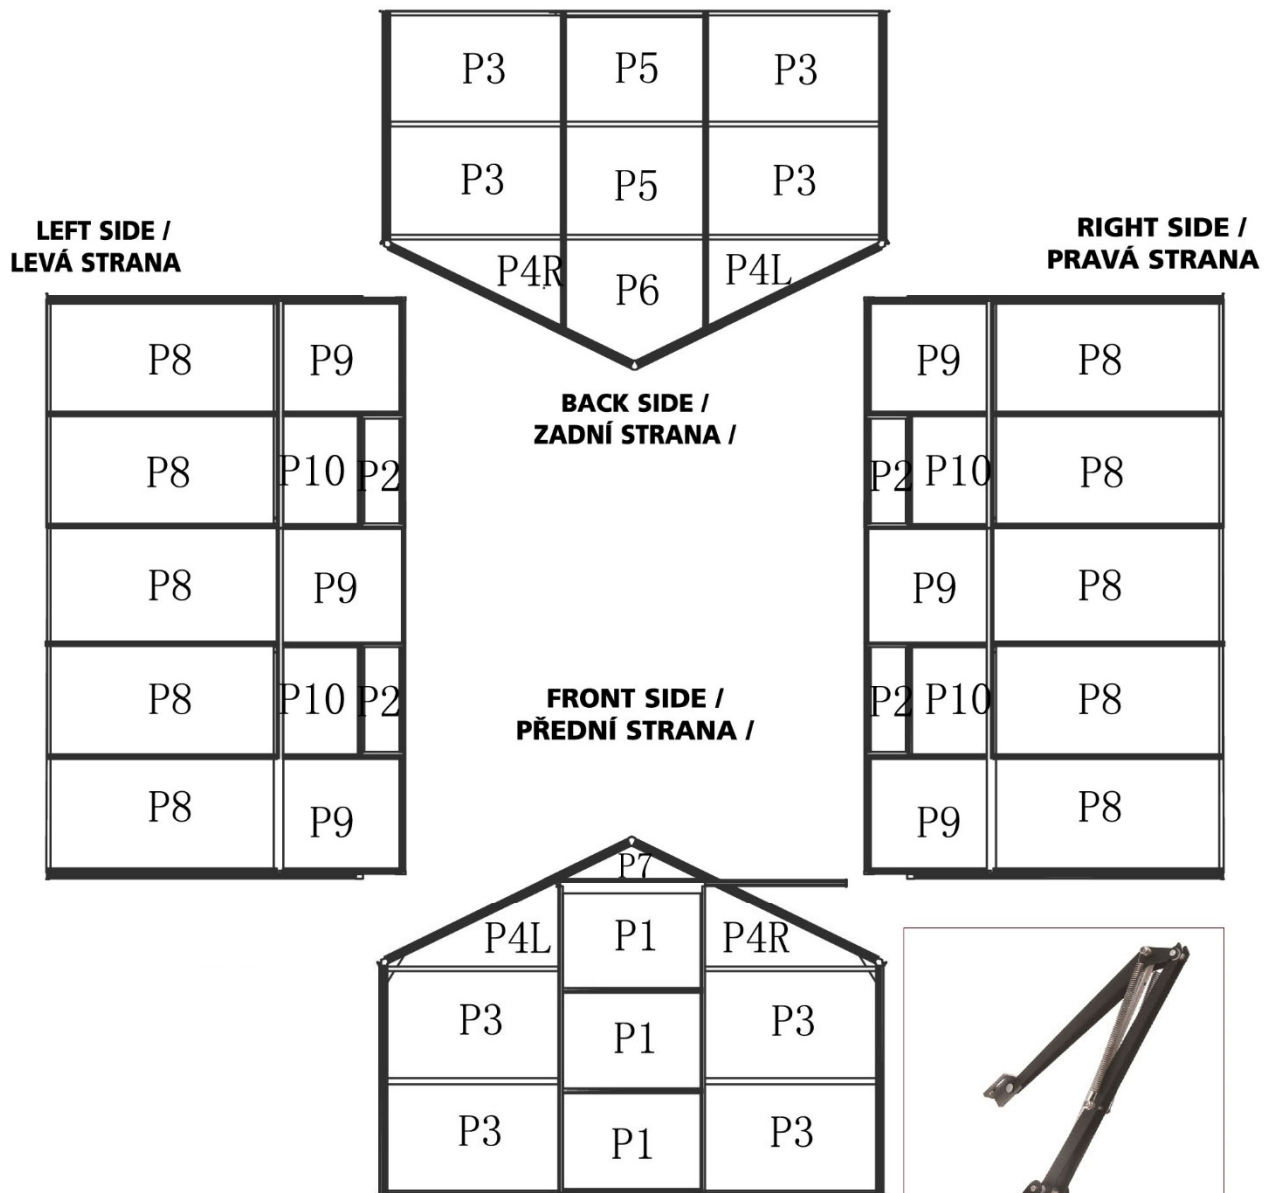 P3 P5 P3
P3 P5 P3
P4R P6 P4L
BACK SIDE /
ZADNÍ STRANA /
LEFT SIDE /
LEVÁ STRANA
P8 P9
P8 P10 P2
P8 P9
P8 P10 P2
P8 P9
RIGHT SIDE /
PRAVÁ STRANA
P9 P8
P2 P10 P8
P9 P8
P2 P10 P8
P9 P8
FRONT SIDE /
PŘEDNÍ STRANA /
P7
P4L P1 P4R
P3 P1 P3
P3 P1 P3